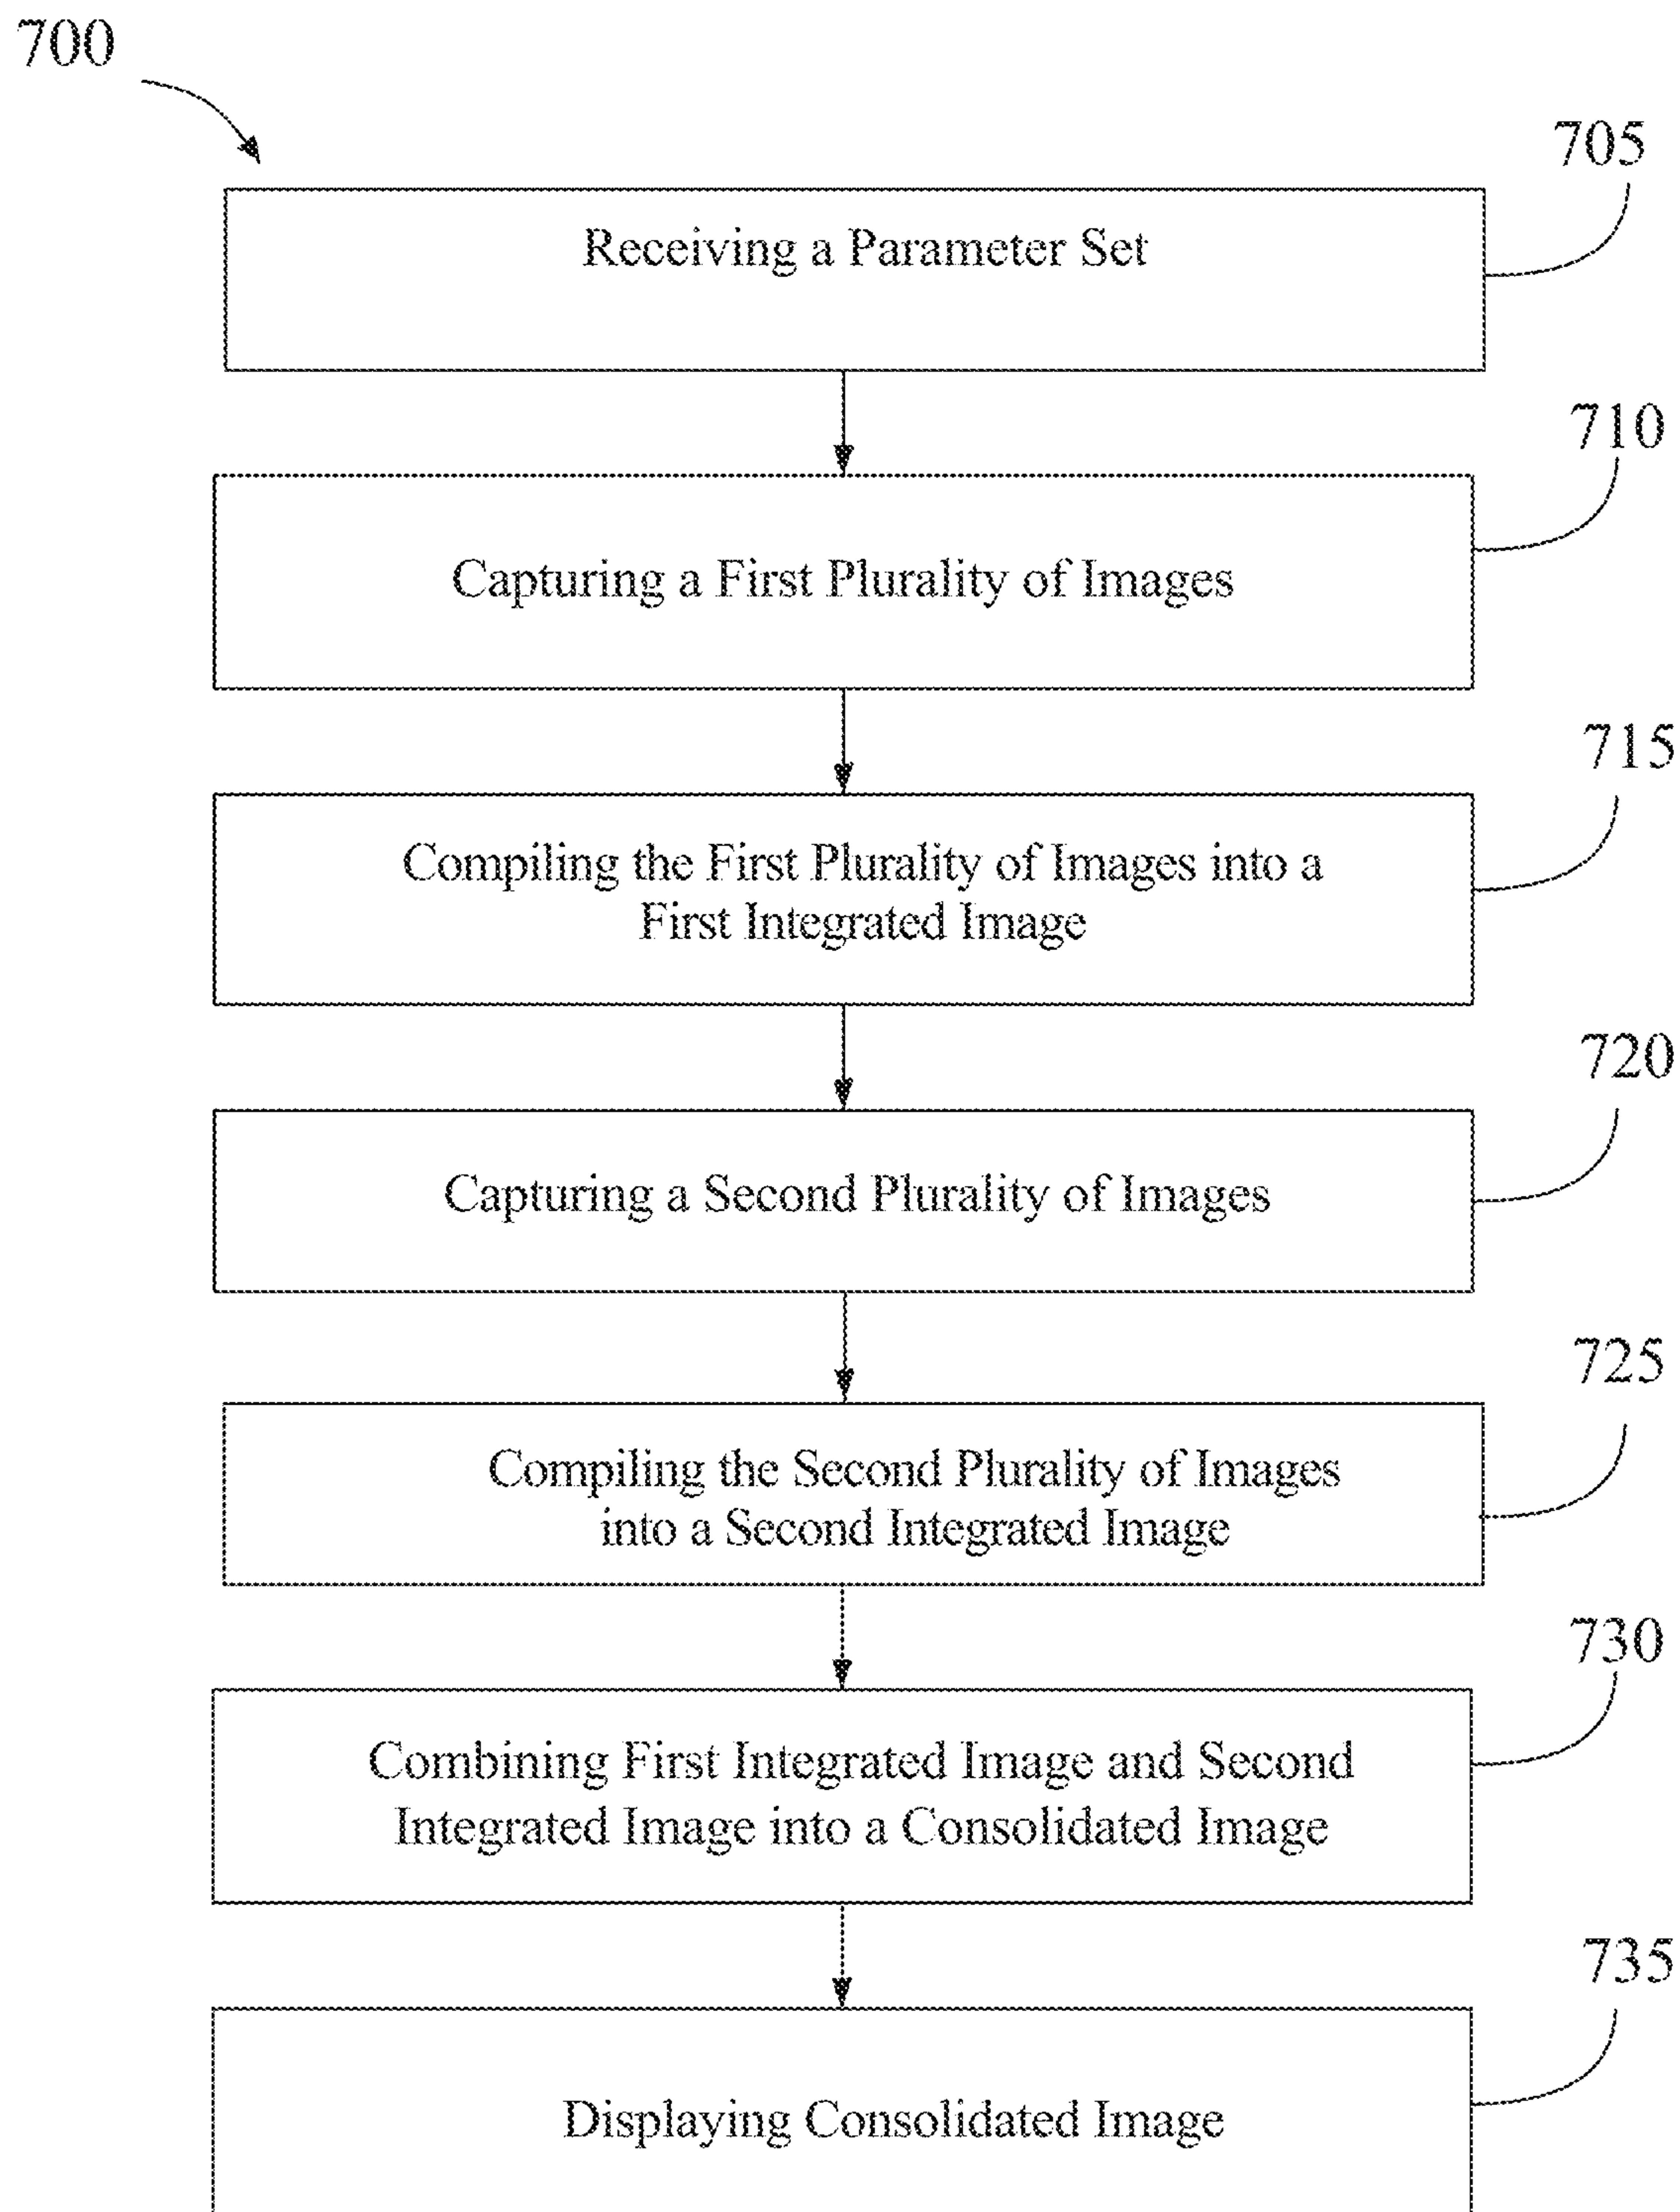 700
705
Receiving a Parameter Set
710
Capturing a First Plurality of Images
715
Compiling the First Plurality of Images into a
First Integrated Image
720
Capturing a Second Plurality of Images
725
Compiling the Second Plurality of Images
into a Second Integrated Image
730
Combining First Integrated Image and Second
Integrated Image into a Consolidated Image
735
Displaying Consolidated Image